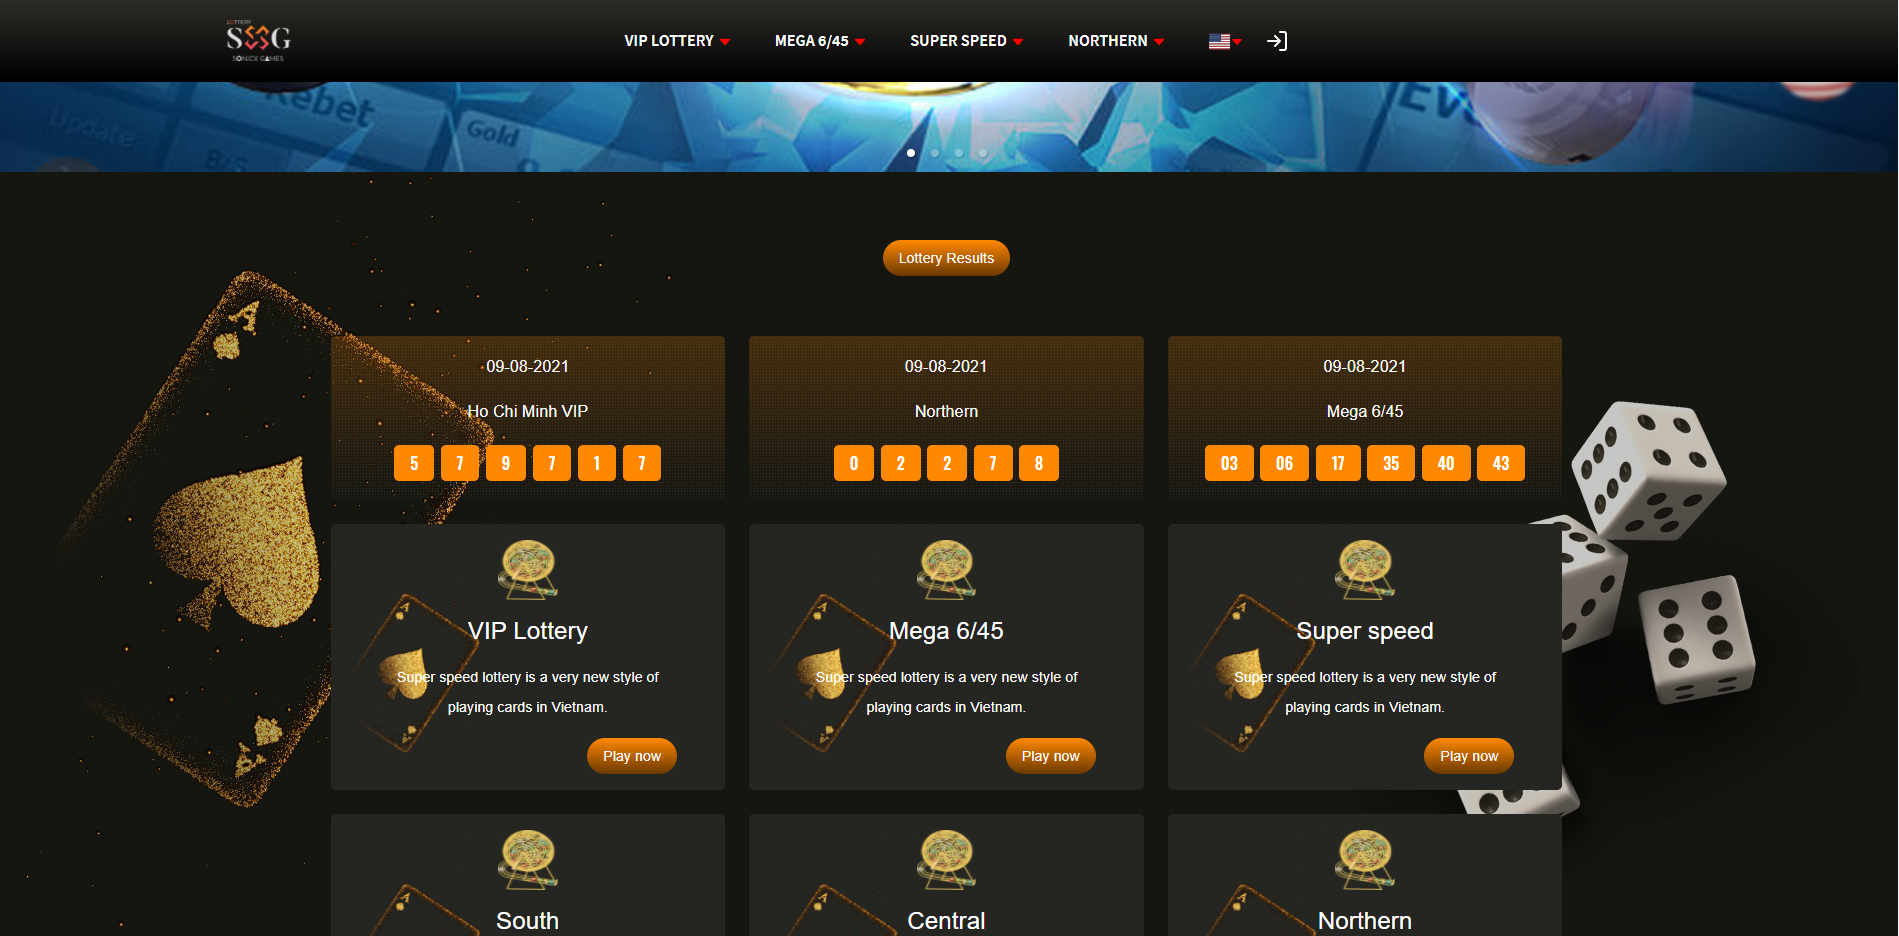 LOTTERY
S G
SONICX GAMES
VIP LOTTERY
MEGA 6/45
SUPER SPEED
NORTHERN
Update
Rebet
B/S
Gold
Ev
Lottery Results
A
09-08-2021
Ho Chi Minh VIP
5 7 9 7 1 7
09-08-2021
Northern
0 2 2 7 8
09-08-2021
Mega 6/45
03 06 17 35 40 43
VIP Lottery
Super speed lottery is a very new style of
playing cards in Vietnam.
Play now
Mega 6/45
Super speed lottery is a very new style of
playing cards in Vietnam.
Play now
Super speed
Super speed lottery is a very new style of
playing cards in Vietnam.
Play now
A
South
Central
Northern